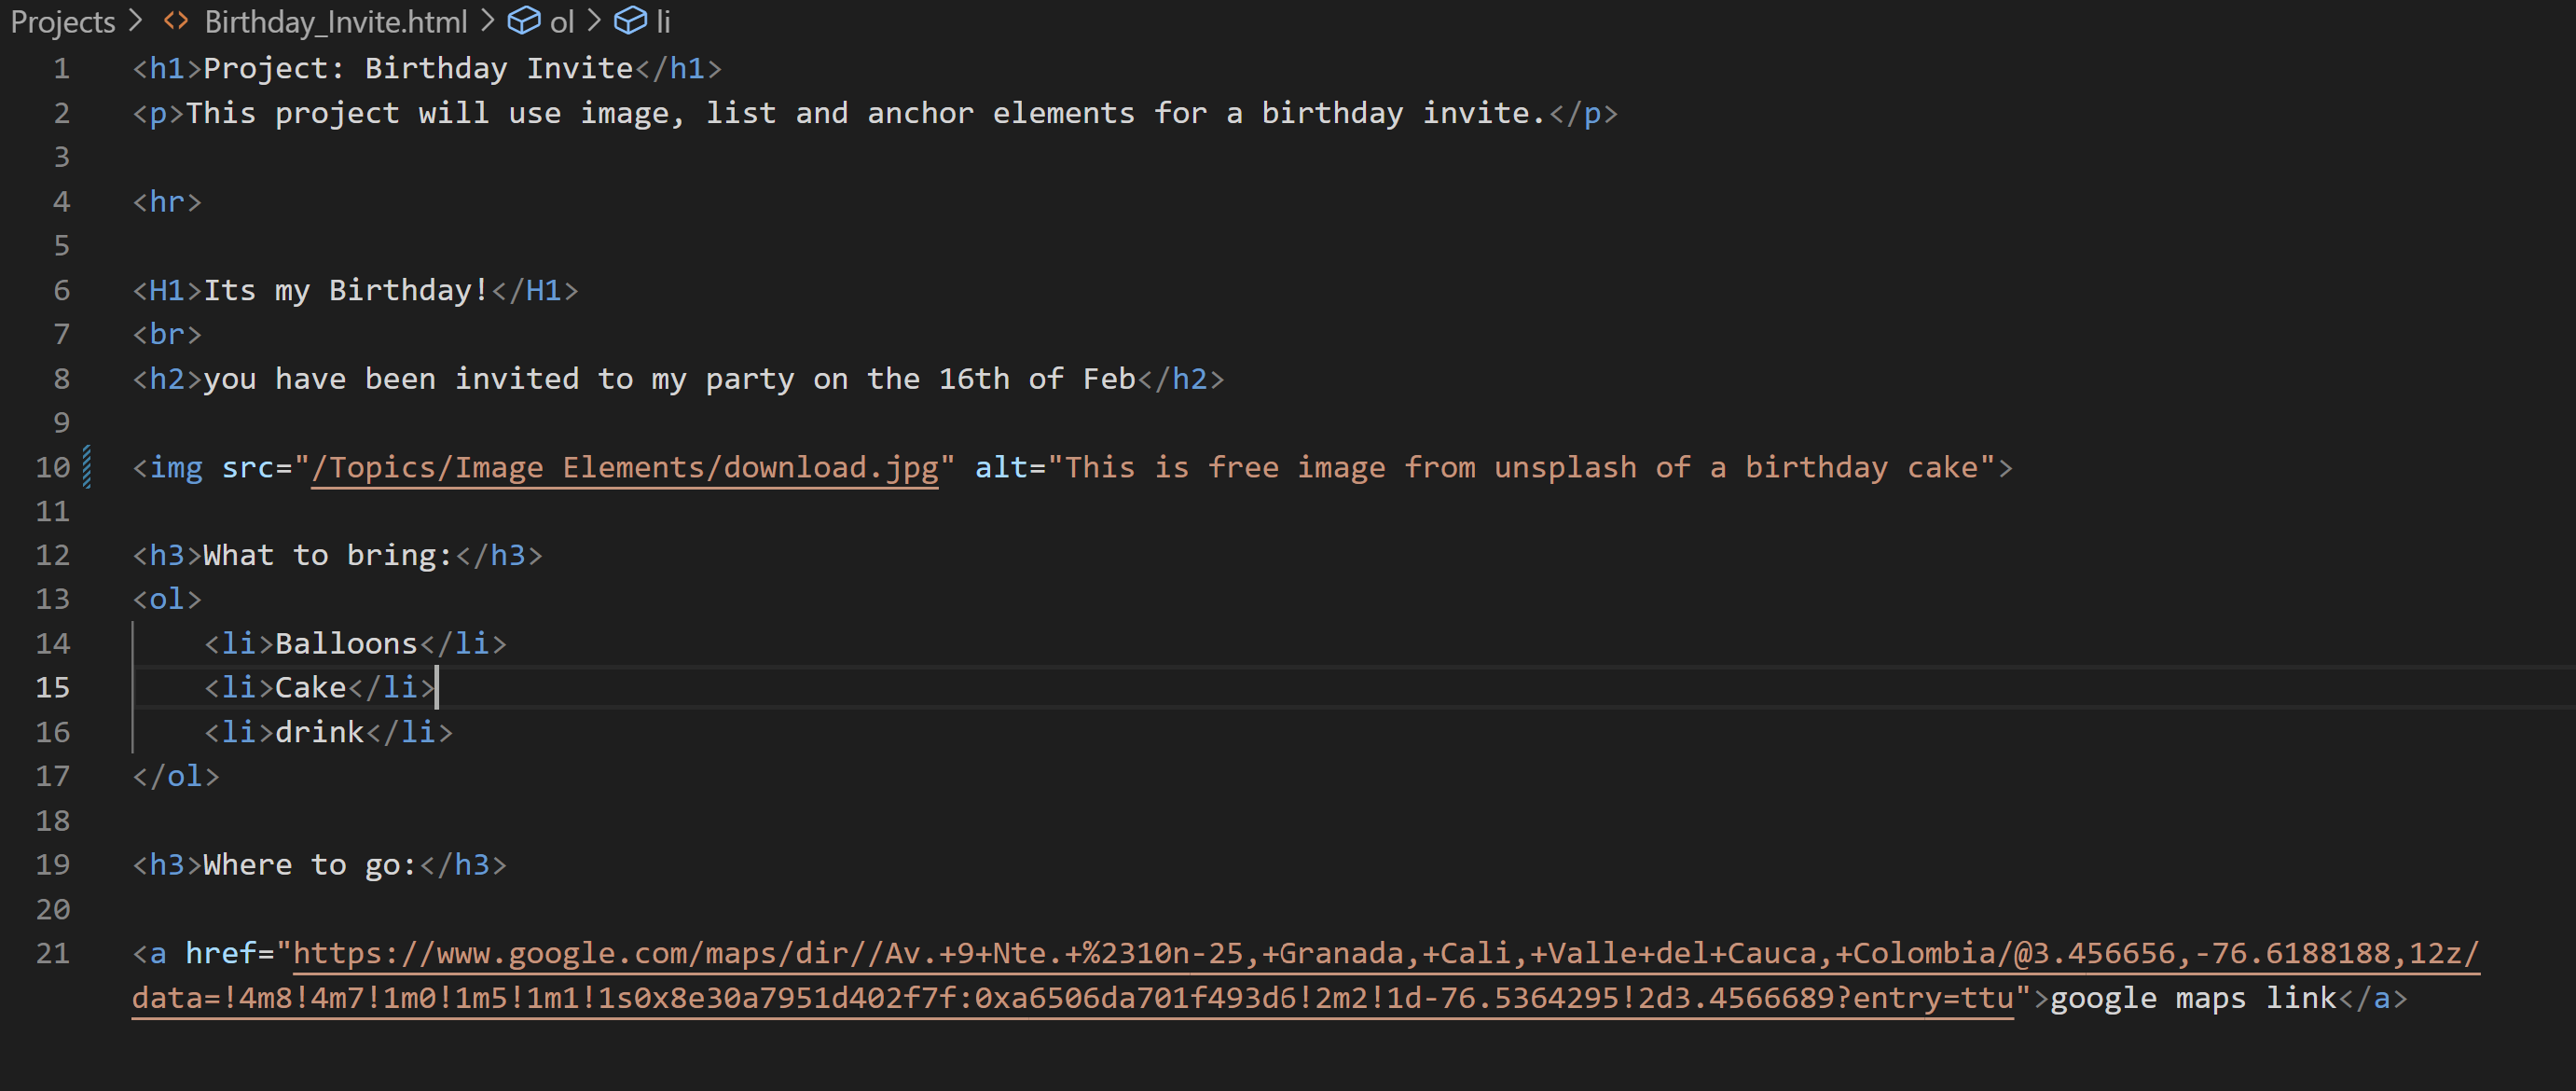 Projects > <> Birthday_Invite.html > ol > li
1 <h1>Project: Birthday Invite</h1>
2 <p>This project will use image, list and anchor elements for a birthday invite.</p>
3
4 <hr>
5
6 <H1>Its my Birthday!</H1>
7 <br>
8 <h2>you have been invited to my party on the 16th of Feb</h2>
9
10 <img src="/Topics/Image Elements/download.jpg" alt="This is free image from unsplash of a birthday cake">
11
12 <h3>What to bring:</h3>
13 <ol>
14     <li>Balloons</li>
15     <li>Cake</li>
16     <li>drink</li>
17 </ol>
18
19 <h3>Where to go:</h3>
20
21 <a href="https://www.google.com/maps/dir//Av.+9+Nte.+%2310n-25,+Granada,+Cali,+Valle+del+Cauca,+Colombia/@3.456656,-76.6188188,12z/
data=!4m8!4m7!1m0!1m5!1m1!1s0x8e30a7951d402f7f:0xa6506da701f493d6!2m2!1d-76.5364295!2d3.4566689?entry=ttu">google maps link</a>